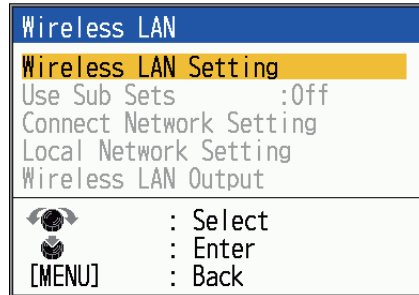 Wireless LAN
Wireless LAN Setting
Use Sub Sets :Off
Connect Network Setting
Local Network Setting
Wireless LAN Output
: Select
: Enter
[MENU] : Back